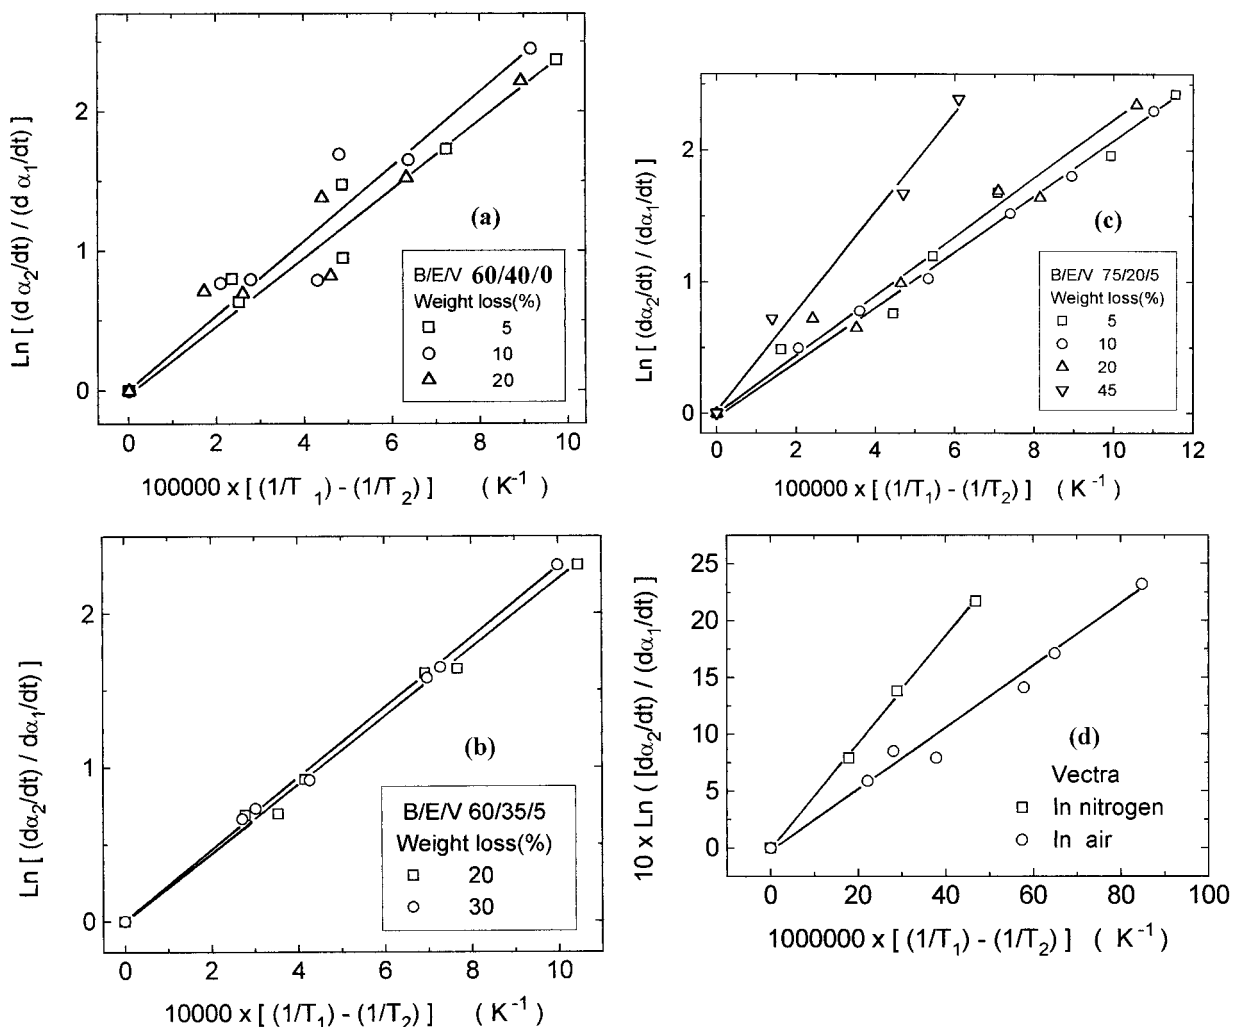 Ln [ (d α2/dt) / (d α1/dt) ]
2
1
0
(a)
B/E/V 60/40/0
Weight loss(%)
5
10
20
0 2 4 6 8 10
100000 x [ (1/T 1) - (1/T 2) ] ( K-1)
Ln [ (dα2/dt) / (dα1/dt) ]
2
1
0
(c)
B/E/V 75/20/5
Weight loss(%)
5
10
20
45
0 2 4 6 8 10 12
100000 x [ (1/T1) - (1/T2) ] ( K-1 )
Ln [ (dα2/dt) / dα1/dt) ]
2
1
0
(b)
B/E/V 60/35/5
Weight loss(%)
20
30
0 2 4 6 8 10
10000 x [ (1/T1) - (1/T2) ] ( K-1)
10 x Ln ( [dα2/dt) / (dα1/dt) ]
25
20
15
10
5
0
(d)
Vectra
In nitrogen
In air
0 20 40 60 80 100
1000000 x [ (1/T1) - (1/T2) ] ( K-1)